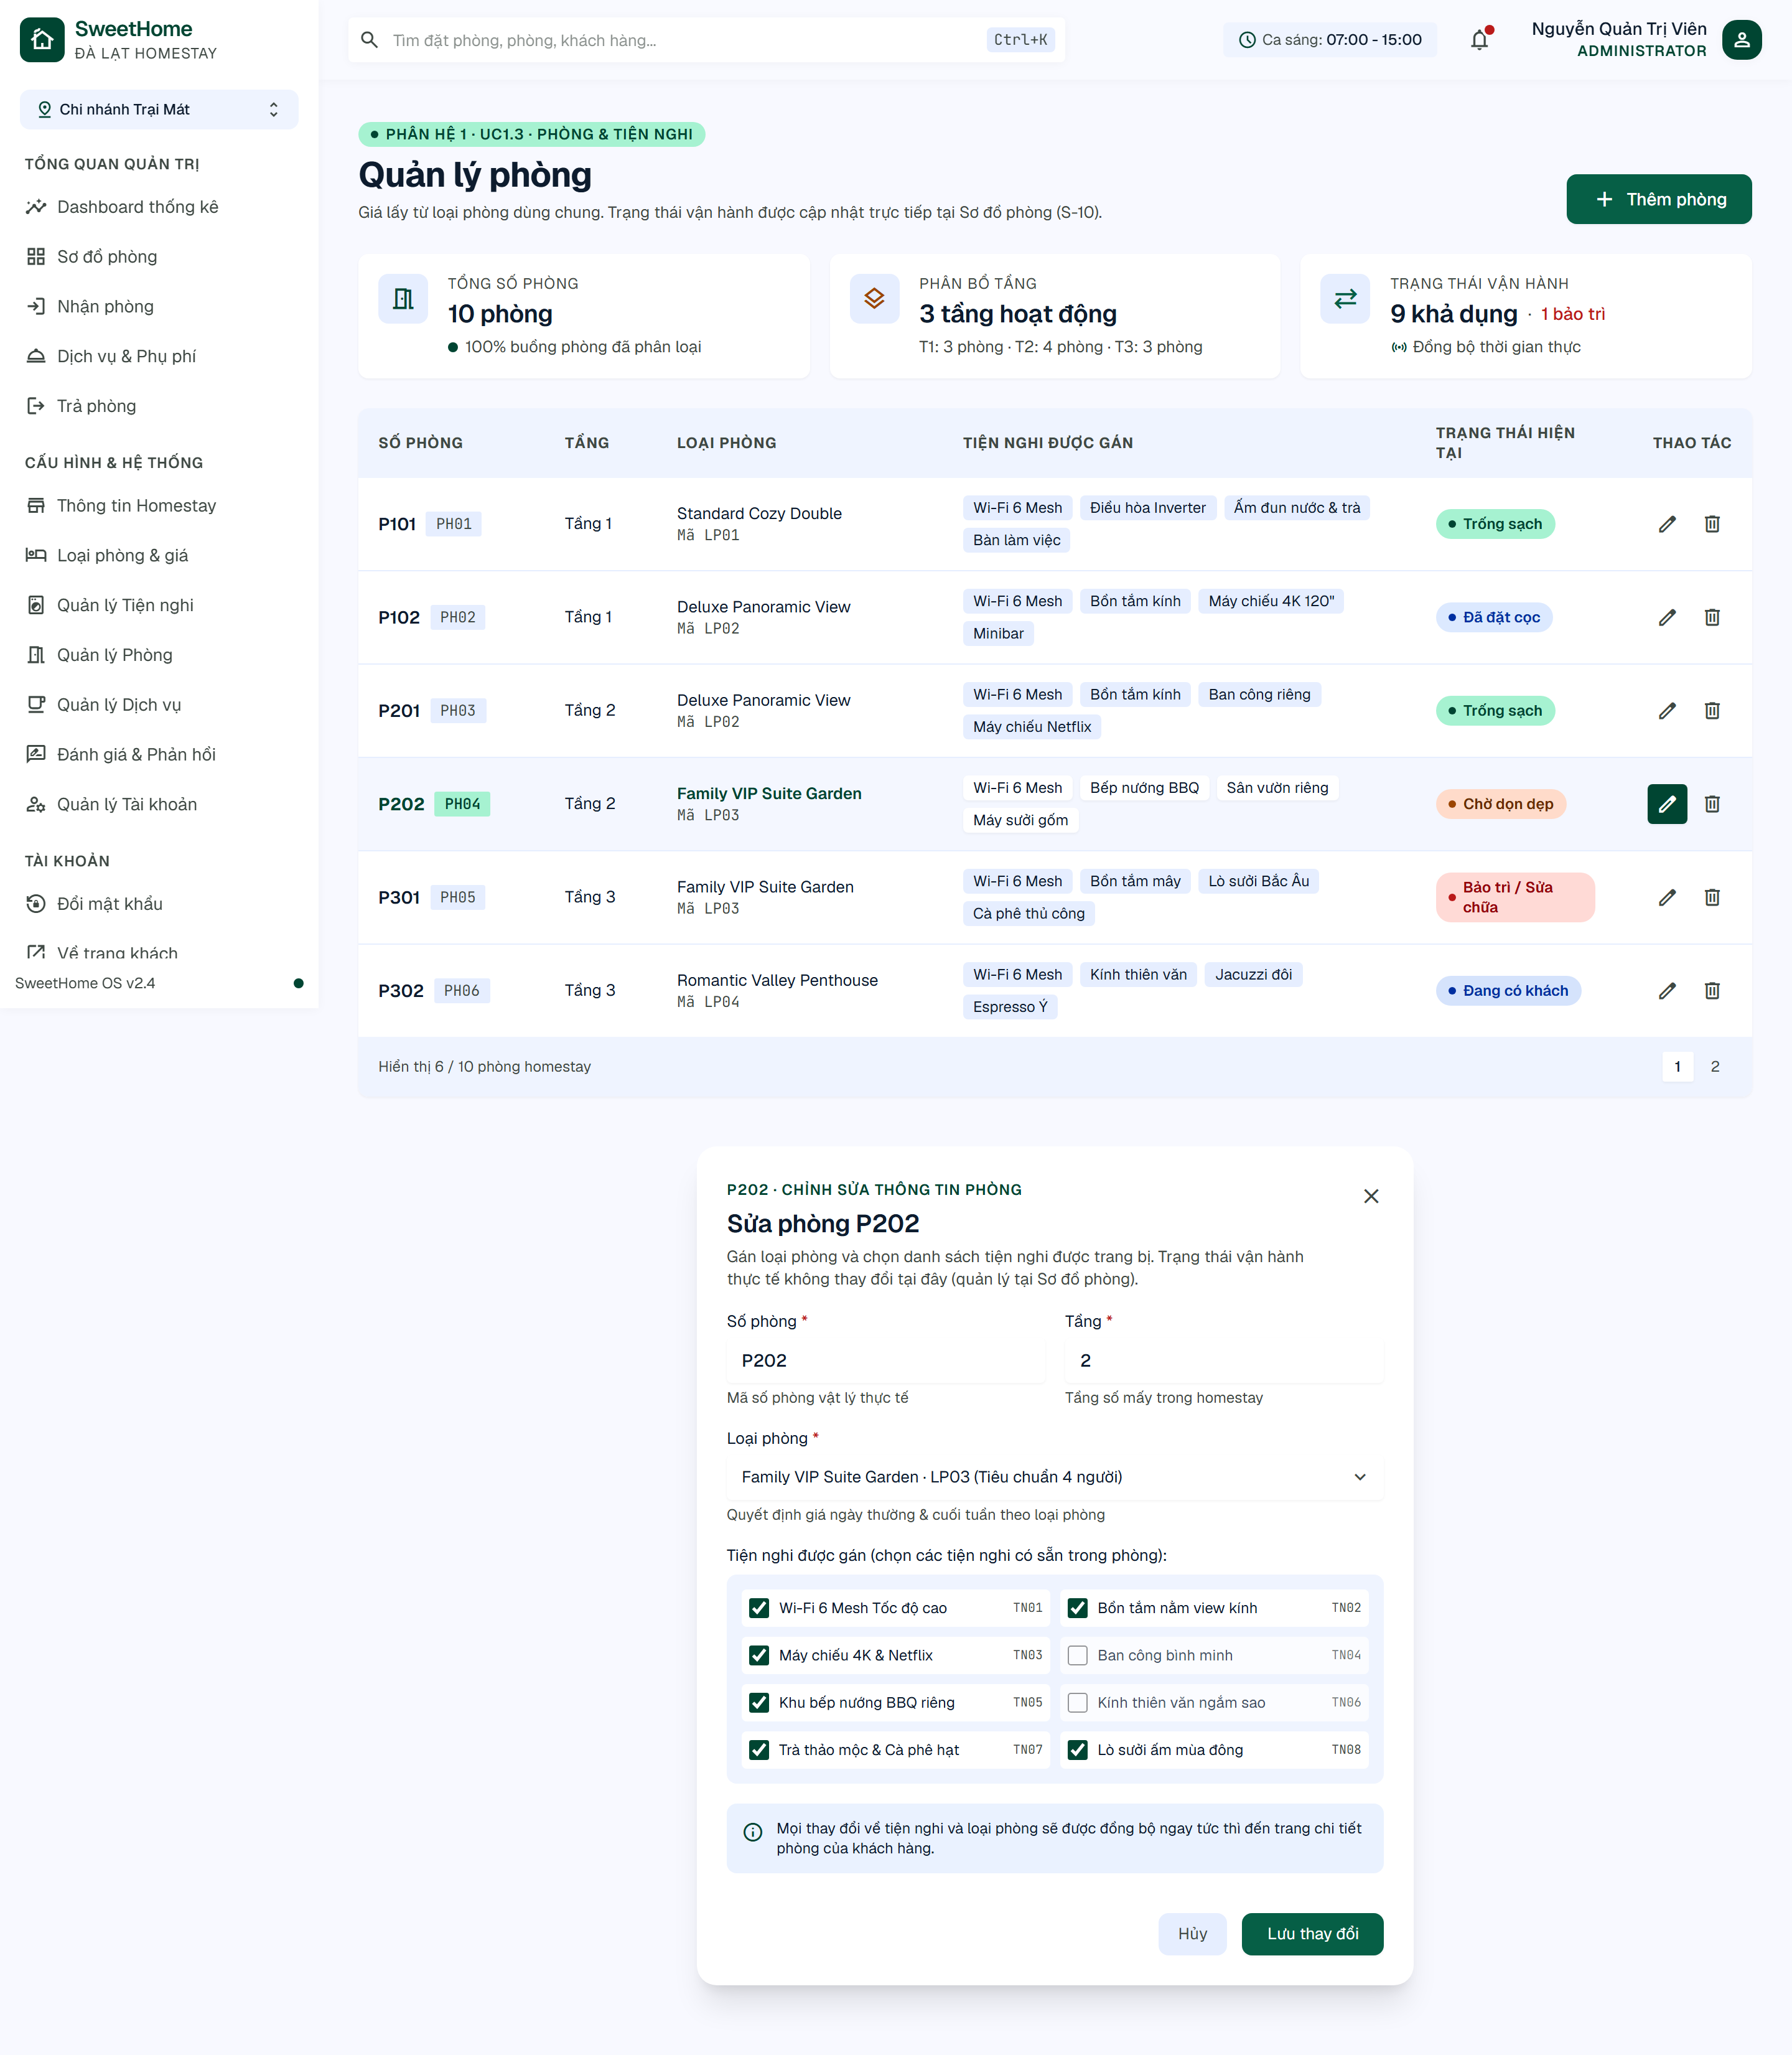 SweetHome
ĐÀ LẠT HOMESTAY
Chi nhánh Trại Mát
TỔNG QUAN QUẢN TRỊ
Dashboard thống kê
Sơ đồ phòng
Nhận phòng
Dịch vụ & Phụ phí
Trả phòng
CẤU HÌNH & HỆ THỐNG
Thông tin Homestay
Loại phòng & giá
Quản lý Tiện nghi
Quản lý Phòng
Quản lý Dịch vụ
Đánh giá & Phản hồi
Quản lý Tài khoản
TÀI KHOẢN
Đổi mật khẩu
Về trang khách
SweetHome OS v2.4
Tìm đặt phòng, phòng, khách hàng...
Ctrl+K
Ca sáng: 07:00 - 15:00
Nguyễn Quản Trị Viên
ADMINISTRATOR
PHÂN HỆ 1 · UC1.3 · PHÒNG & TIỆN NGHI
Quản lý phòng
Giá lấy từ loại phòng dùng chung. Trạng thái vận hành được cập nhật trực tiếp tại Sơ đồ phòng (S-10).
Thêm phòng
TỔNG SỐ PHÒNG
10 phòng
100% buồng phòng đã phân loại
PHÂN BỔ TẦNG
3 tầng hoạt động
T1: 3 phòng · T2: 4 phòng · T3: 3 phòng
TRẠNG THÁI VẬN HÀNH
9 khả dụng · 1 bảo trì
Đồng bộ thời gian thực
SỐ PHÒNG TẦNG LOẠI PHÒNG TIỆN NGHI ĐƯỢC GÁN TRẠNG THÁI HIỆN TẠI THAO TÁC
P101 PH01 Tầng 1 Standard Cozy Double
Mã LP01
Wi-Fi 6 Mesh Điều hòa Inverter Ấm đun nước & trà
Bàn làm việc
Trống sạch
P102 PH02 Tầng 1 Deluxe Panoramic View
Mã LP02
Wi-Fi 6 Mesh Bồn tắm kính Máy chiếu 4K 120"
Minibar
Đã đặt cọc
P201 PH03 Tầng 2 Deluxe Panoramic View
Mã LP02
Wi-Fi 6 Mesh Bồn tắm kính Ban công riêng
Máy chiếu Netflix
Trống sạch
P202 PH04 Tầng 2 Family VIP Suite Garden
Mã LP03
Wi-Fi 6 Mesh Bếp nướng BBQ Sân vườn riêng
Máy sưởi gốm
Chờ dọn dẹp
P301 PH05 Tầng 3 Family VIP Suite Garden
Mã LP03
Wi-Fi 6 Mesh Bồn tắm mây Lò sưởi Bắc Âu
Cà phê thủ công
Bảo trì / Sửa
chữa
P302 PH06 Tầng 3 Romantic Valley Penthouse
Mã LP04
Wi-Fi 6 Mesh Kính thiên văn Jacuzzi đôi
Espresso Ý
Đang có khách
Hiển thị 6 / 10 phòng homestay
1 2
P202 · CHỈNH SỬA THÔNG TIN PHÒNG
Sửa phòng P202
Gán loại phòng và chọn danh sách tiện nghi được trang bị. Trạng thái vận hành
thực tế không thay đổi tại đây (quản lý tại Sơ đồ phòng).
Số phòng * Tầng *
P202 2
Mã số phòng vật lý thực tế Tầng số mấy trong homestay
Loại phòng *
Family VIP Suite Garden · LP03 (Tiêu chuẩn 4 người)
Quyết định giá ngày thường & cuối tuần theo loại phòng
Tiện nghi được gán (chọn các tiện nghi có sẵn trong phòng):
Wi-Fi 6 Mesh Tốc độ cao TN01 Bồn tắm nằm view kính TN02
Máy chiếu 4K & Netflix TN03 Ban công bình minh TN04
Khu bếp nướng BBQ riêng TN05 Kính thiên văn ngắm sao TN06
Trà thảo mộc & Cà phê hạt TN07 Lò sưởi ấm mùa đông TN08
Mọi thay đổi về tiện nghi và loại phòng sẽ được đồng bộ ngay tức thì đến trang chi tiết
phòng của khách hàng.
Hủy Lưu thay đổi